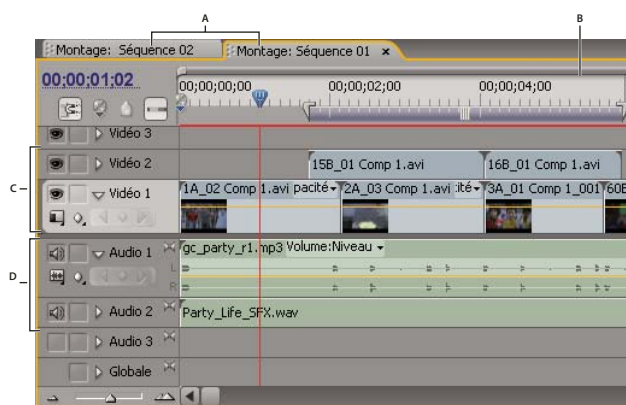 A
B
Montage: Séquence 02
Montage: Séquence 01 ×
00;00;01;02
00;00;00;00 00;00;02;00 00;00;04;00
Vidéo 3
C
Vidéo 2
15B_01 Comp 1.avi 16B_01 Comp 1.avi
Vidéo 1
1A_02 Comp 1.avi pacité 2A_03 Comp 1.avi :ité 3A_01 Comp 1_001 60B
D
Audio 1
gc_party_r1.mp3 Volume:Niveau
L
R
Audio 2
Party_Life_SFX.wav
Audio 3
Globale